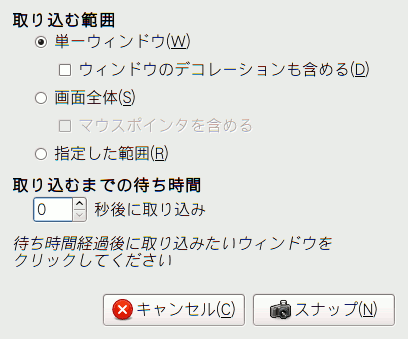 取り込む範囲
単一ウィンドウ(W)
ウィンドウのデコレーションも含める(D)
画面全体(S)
マウスポインタを含める
指定した範囲(R)
取り込むまでの待ち時間
0 秒後に取り込み
待ち時間経過後に取り込みたいウィンドウを
クリックしてください
キャンセル(C) スナップ(N)